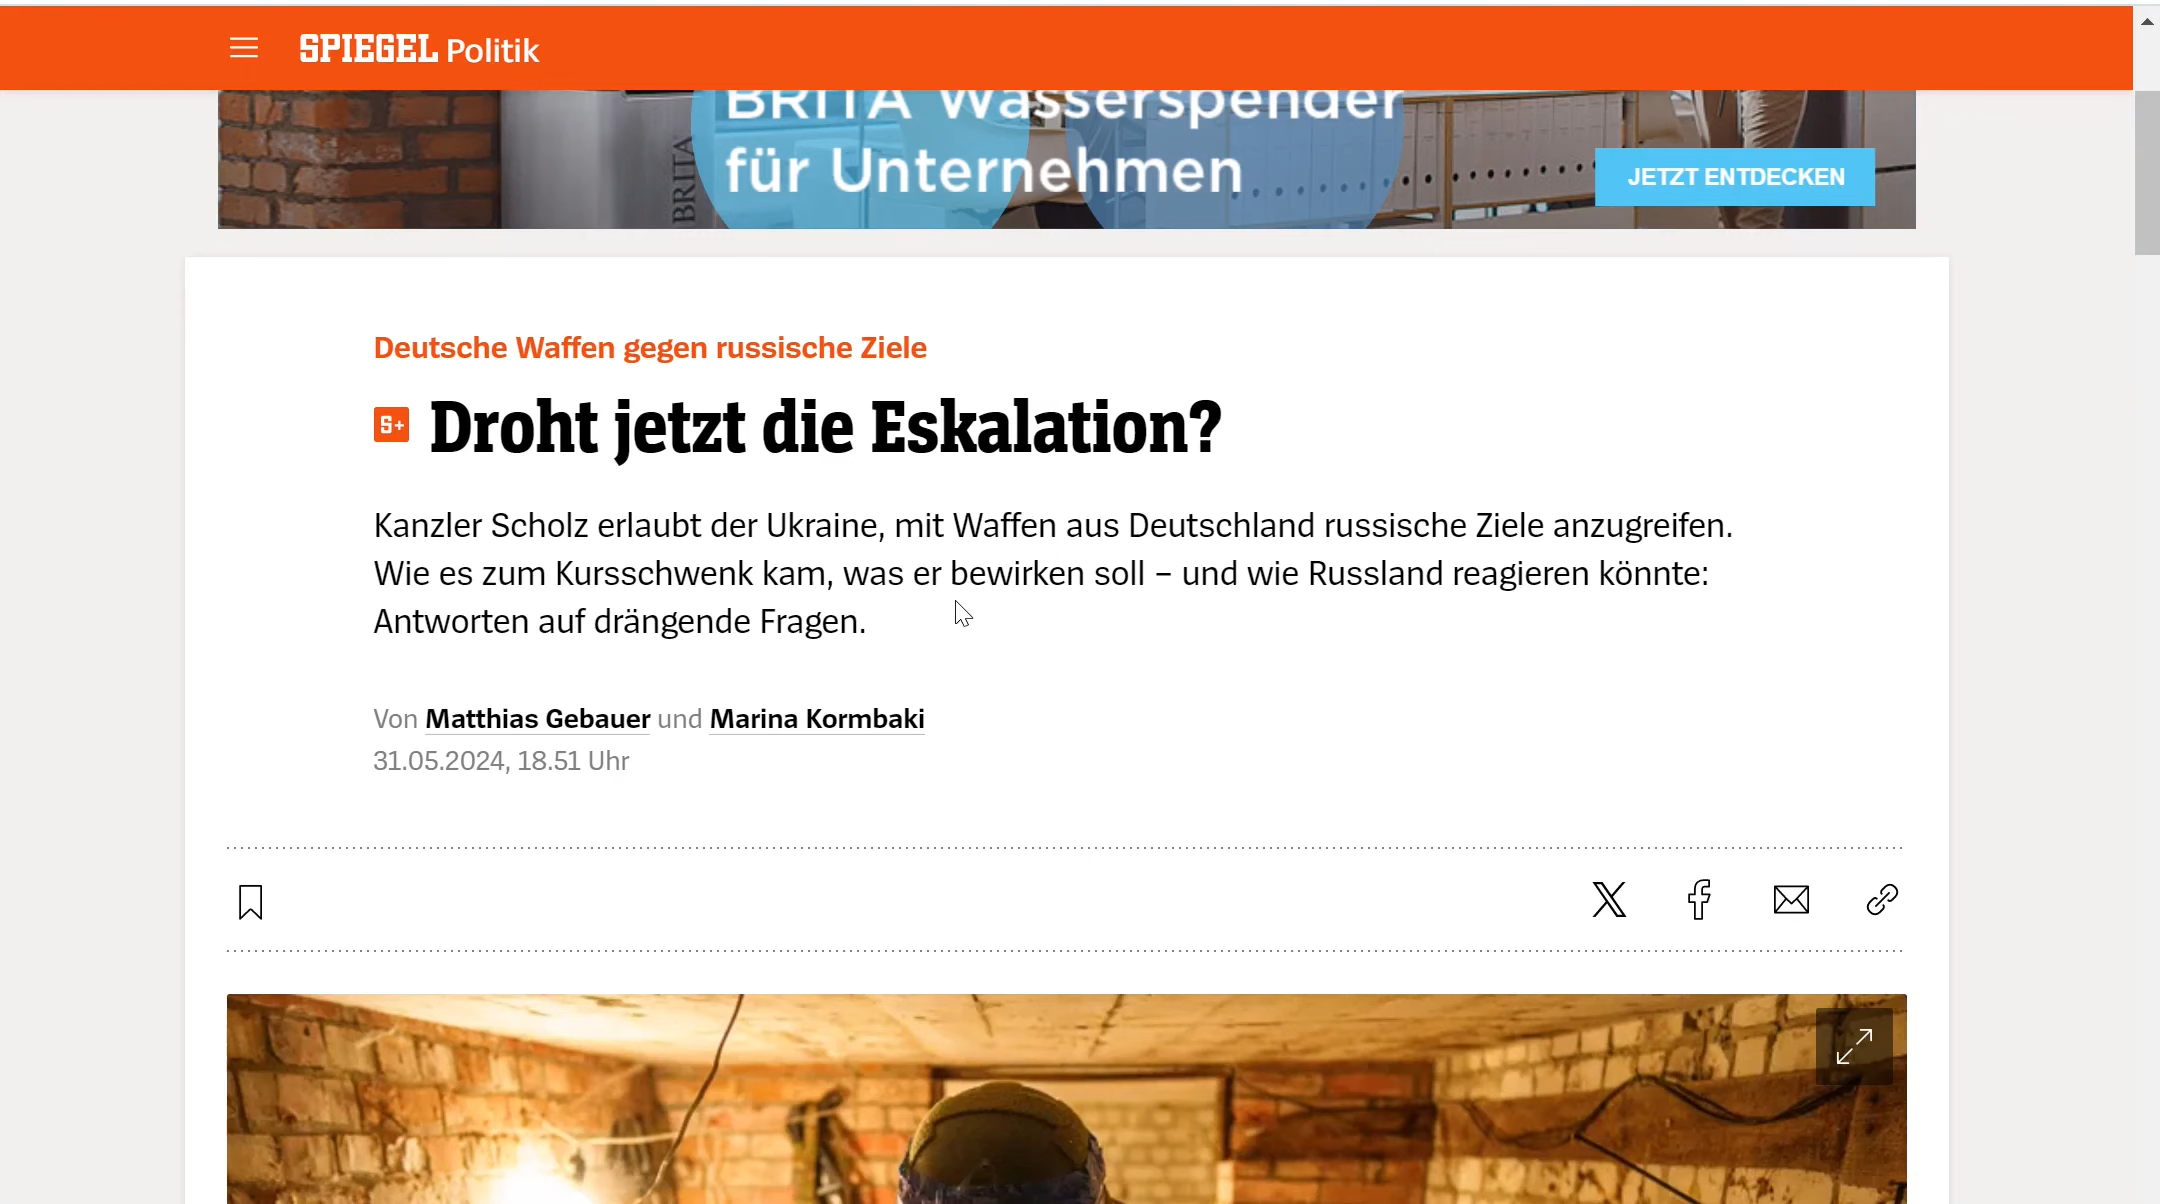 SPIEGEL Politik
BRITA Wasserspender
für Unternehmen
BRITA
JETZT ENTDECKEN
Deutsche Waffen gegen russische Ziele
S+ Droht jetzt die Eskalation?
Kanzler Scholz erlaubt der Ukraine, mit Waffen aus Deutschland russische Ziele anzugreifen.
Wie es zum Kursschwenk kam, was er bewirken soll – und wie Russland reagieren könnte:
Antworten auf drängende Fragen.
Von Matthias Gebauer und Marina Kormbaki
31.05.2024, 18.51 Uhr